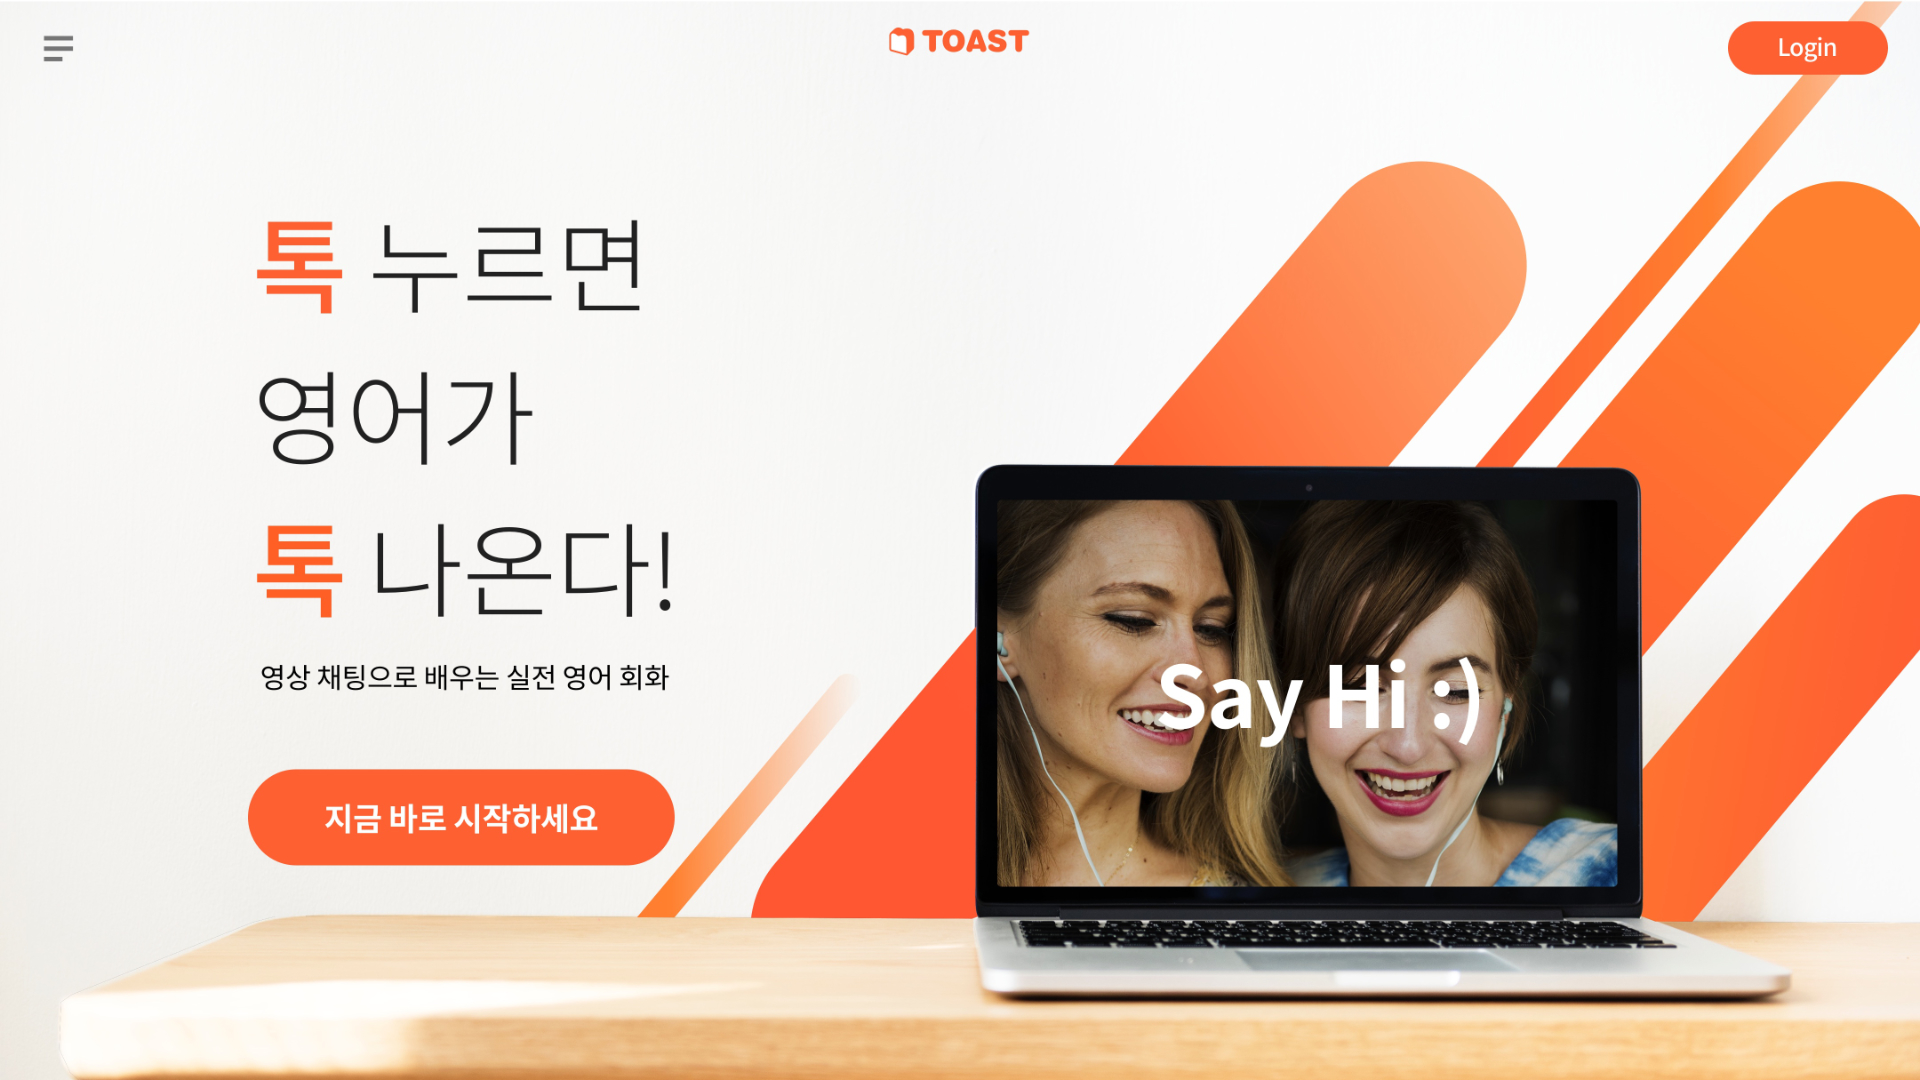 TOAST
Login
톡 누르면
영어가
톡 나온다!
영상 채팅으로 배우는 실전 영어 회화
지금 바로 시작하세요
Say Hi :)